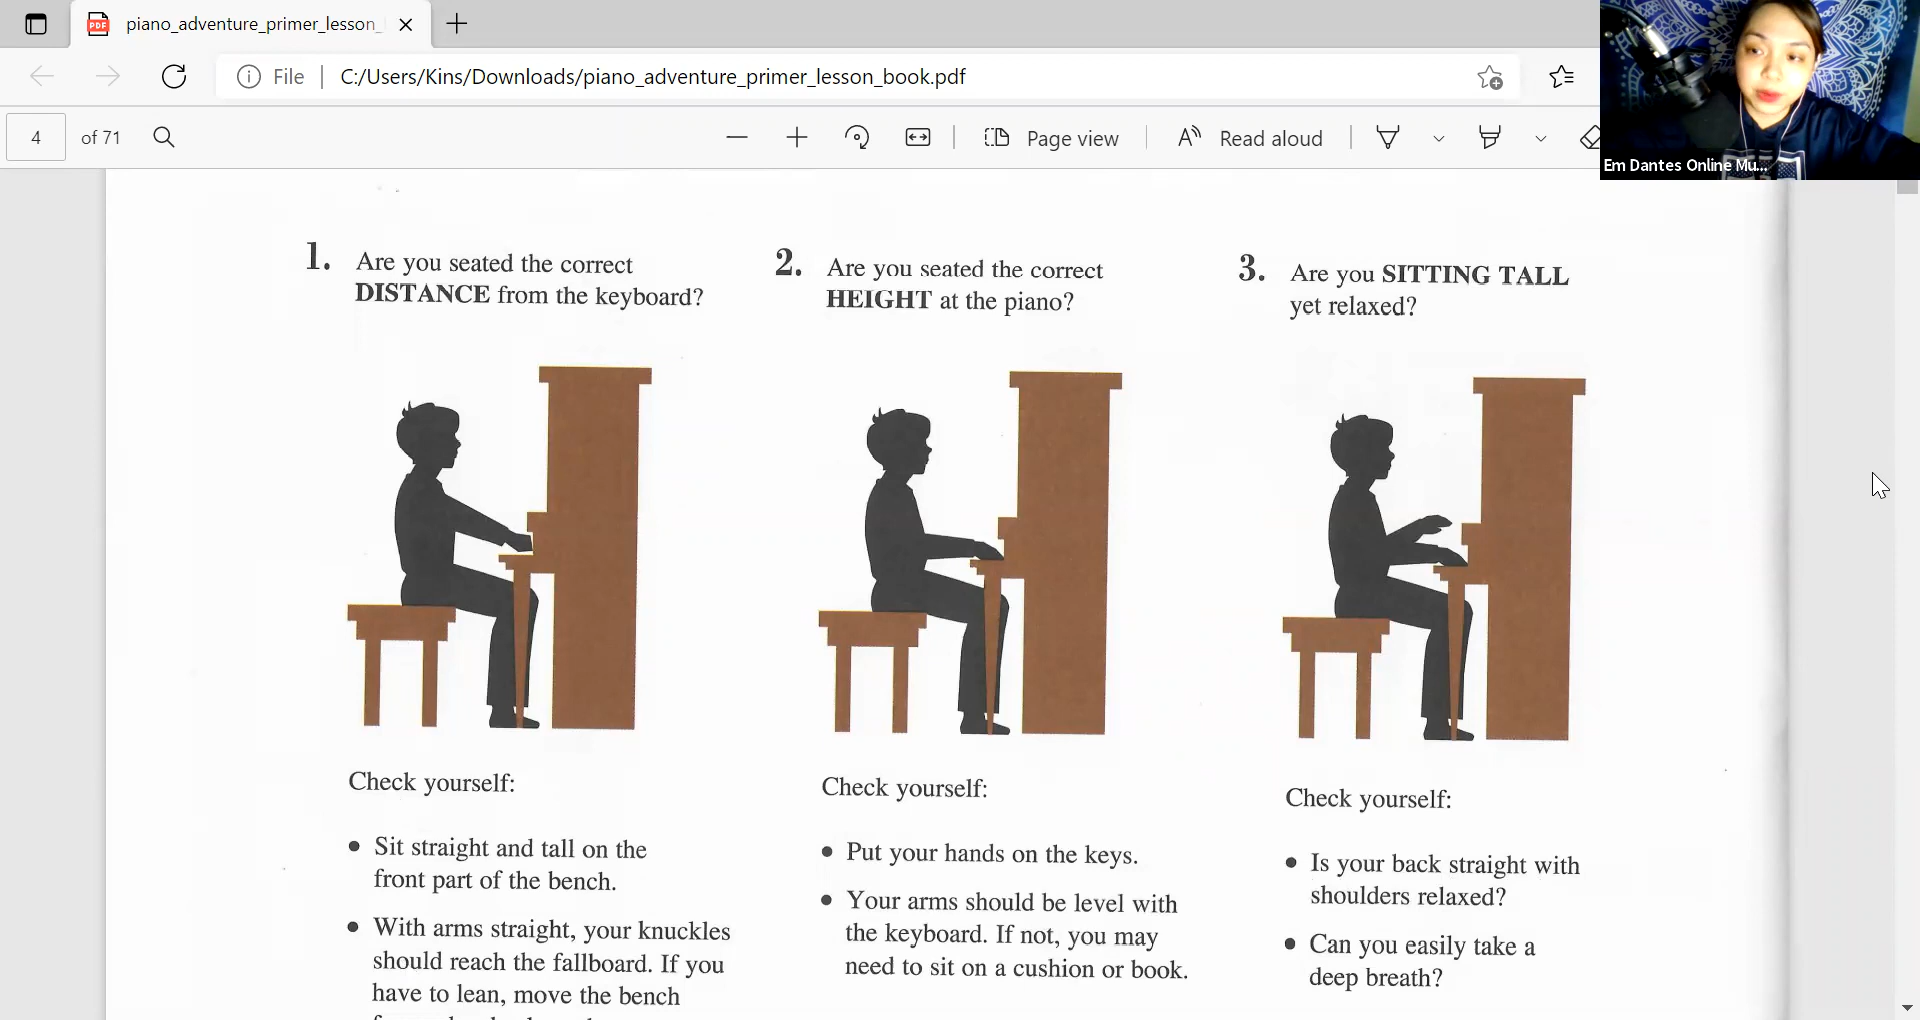 piano_adventure_primer_lesson_
File
C:/Users/Kins/Downloads/piano_adventure_primer_lesson_book.pdf
4 of 71
Page view
Read aloud
Em Dantes Online Mu...
1. Are you seated the correct
DISTANCE from the keyboard?
Check yourself:
• Sit straight and tall on the
front part of the bench.
• With arms straight, your knuckles
should reach the fallboard. If you
have to lean, move the bench
2. Are you seated the correct
HEIGHT at the piano?
Check yourself:
• Put your hands on the keys.
• Your arms should be level with
the keyboard. If not, you may
need to sit on a cushion or book.
3. Are you SITTING TALL
yet relaxed?
Check yourself:
• Is your back straight with
shoulders relaxed?
• Can you easily take a
deep breath?